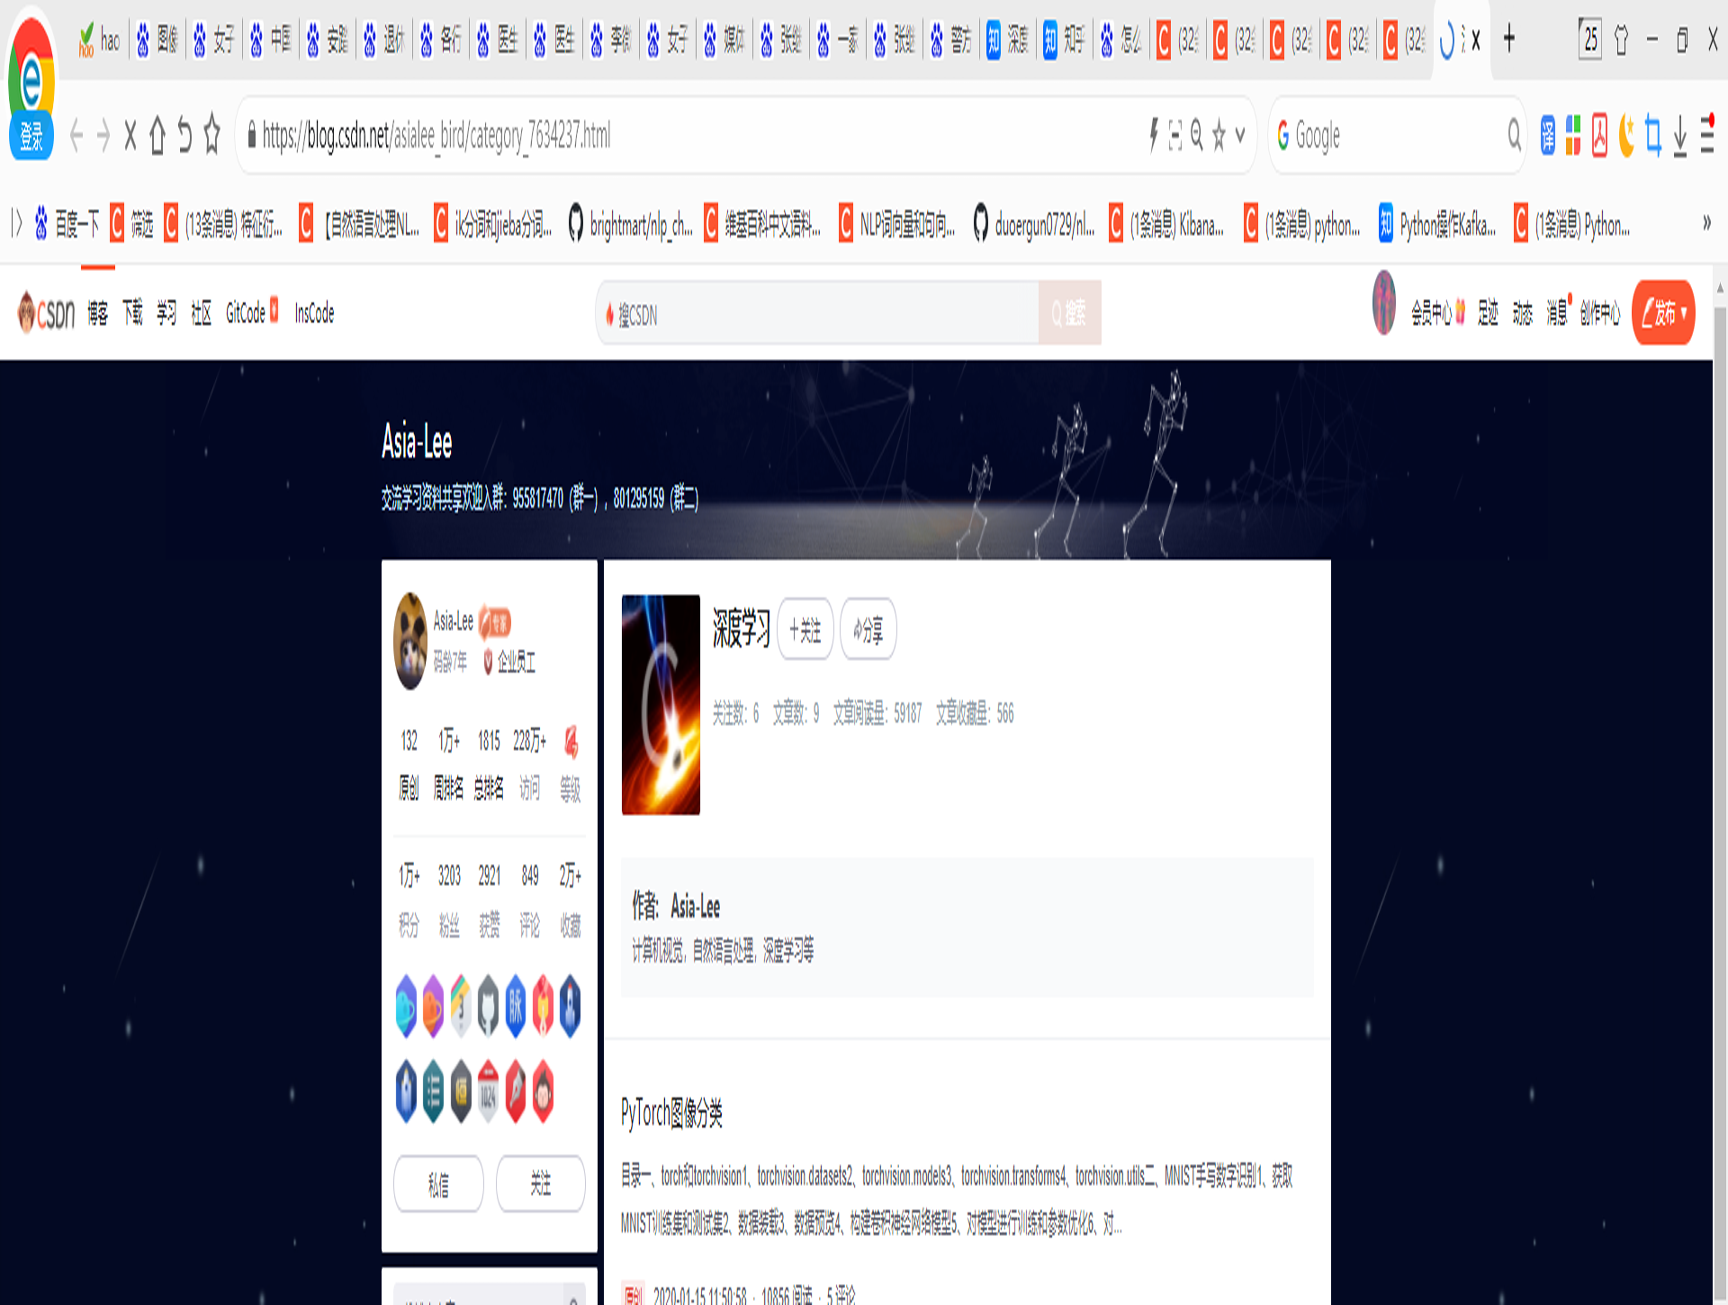 hao 图像 女子 中国 安踏 退休 各行 医生 医生 李 女子 媒体 张继 一家 张继 警方 深度 知乎 怎么 (32 (32 (32 (32 (32 25
登录 https://blog.csdn.net/asialee_bird/category_7634237.html Google 译
百度一下 筛选 (13条消息) 特征衍... 【自然语言处理NL... ik分词和jieba分词... brightmart/nlp_ch... 维基百科中文语料... NLP词向量和句向... duoergun0729/nl... (1条消息) Kibana... (1条消息) python... Python操作Kafka... (1条消息) Python...
CSDN 博客 下载 学习 社区 GitCode InsCode 搜CSDN 搜索 会员中心 足迹 动态 消息 创作中心 发布
Asia-Lee
交流学习资料共享欢迎入群：955817470（群一），801295159（群二）
Asia-Lee 专家
码龄7年 企业员工
132 1万+ 1815 228万+
原创 周排名 总排名 访问 等级
1万+ 3203 2921 849 2万+
积分 粉丝 获赞 评论 收藏
脉
1024
私信 关注
深度学习 +关注 分享
关注数：6 文章数：9 文章阅读量：59187 文章收藏量：566
作者： Asia-Lee
计算机视觉，自然语言处理，深度学习等
PyTorch图像分类
目录一、torch和torchvision1、torchvision.datasets2、torchvision.models3、torchvision.transforms4、torchvision.utils二、MNIST手写数字识别1、获取
MNIST训练集和测试集2、数据装载3、数据预览4、构建卷积神经网络模型5、对模型进行训练和参数优化6、对...
原创 2020-01-15 11:50:58 · 10856 阅读 · 5 评论